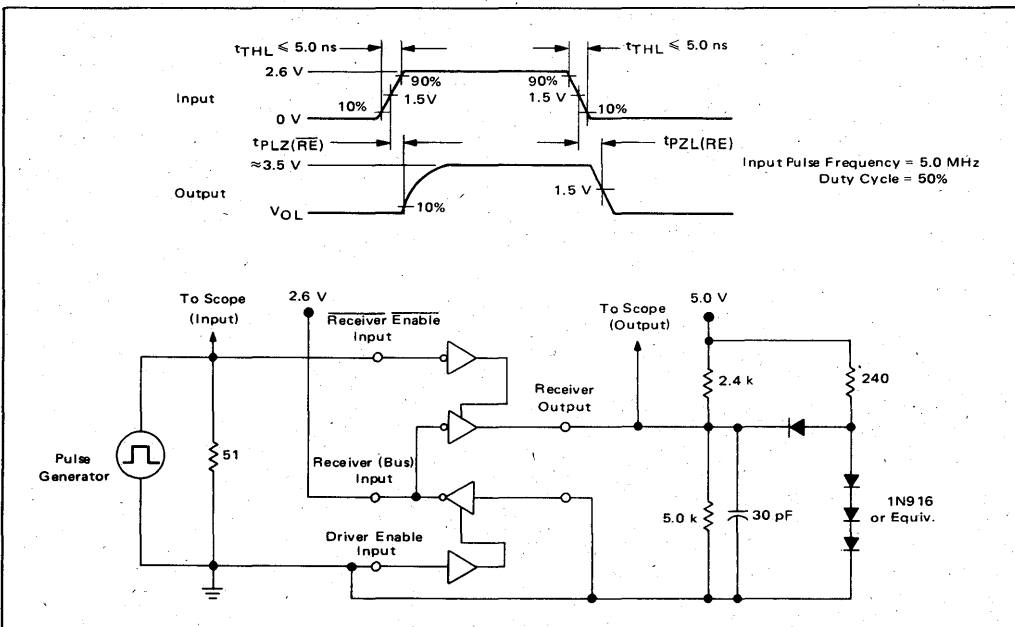 tTHL ≤ 5.0 ns
tTHL ≤ 5.0 ns
2.6 V
90%
90%
Input
1.5V
1.5 V
10%
10%
0 V
tPLZ(R̅E̅)
tPZL(RE)
≈3.5 V
Input Pulse Frequency = 5.0 MHz
Duty Cycle = 50%
Output
1.5 V
VOL
10%
To Scope
(Input)
2.6 V
Receiver Enable
Input
To Scope
(Output)
5.0 V
2.4 k
240
Receiver
Output
Pulse
Generator
51
Receiver (Bus)
Input
5.0 k
30 pF
1N916
or Equiv.
Driver Enable
Input